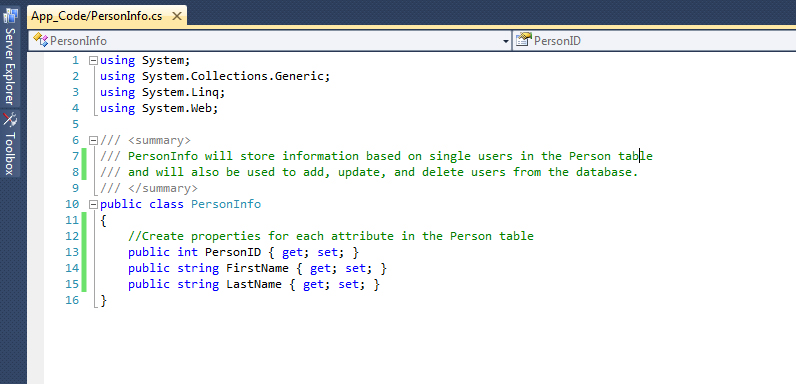 App_Code/PersonInfo.cs
PersonInfo
PersonID
Server Explorer
Toolbox
1 using System;
2 using System.Collections.Generic;
3 using System.Linq;
4 using System.Web;
5
6 /// <summary>
7 /// PersonInfo will store information based on single users in the Person table
8 /// and will also be used to add, update, and delete users from the database.
9 /// </summary>
10 public class PersonInfo
11 {
12 //Create properties for each attribute in the Person table
13 public int PersonID { get; set; }
14 public string FirstName { get; set; }
15 public string LastName { get; set; }
16 }